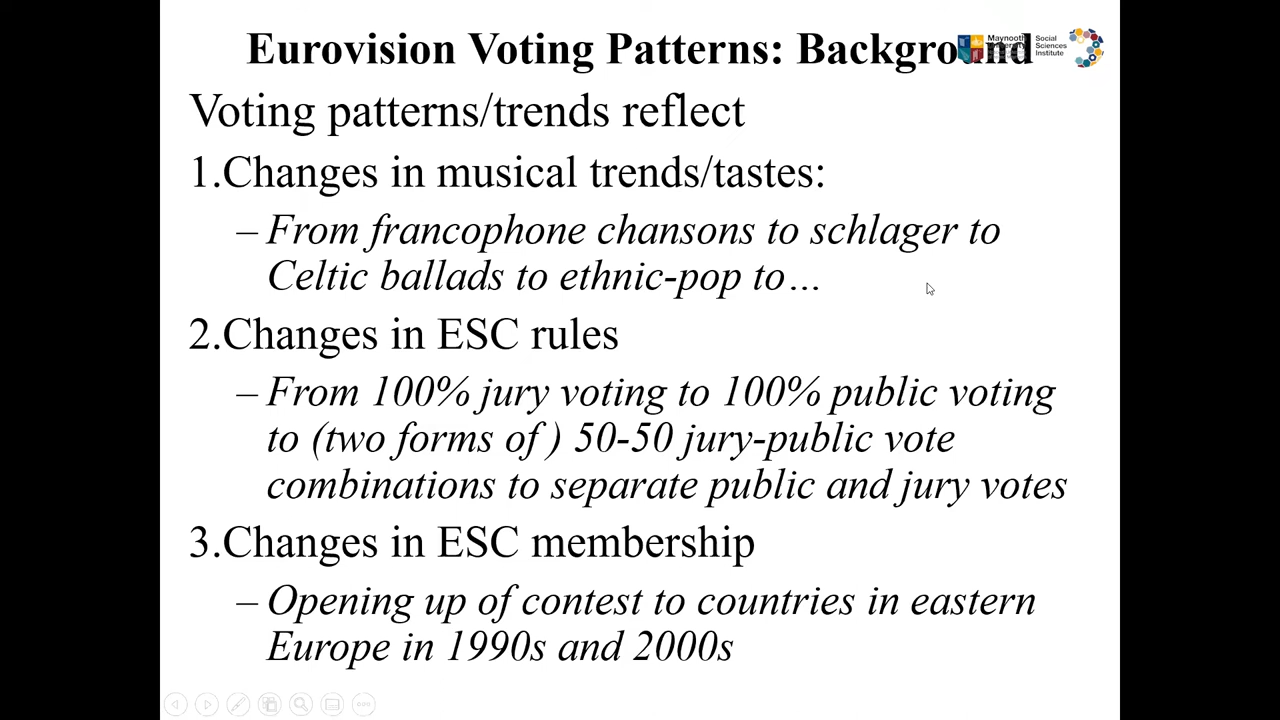 Eurovision Voting Patterns: Background
Maynooth
University
Social
Sciences
Institute
Voting patterns/trends reflect
1.Changes in musical trends/tastes:
– From francophone chansons to schlager to
Celtic ballads to ethnic-pop to…
2.Changes in ESC rules
– From 100% jury voting to 100% public voting
to (two forms of ) 50-50 jury-public vote
combinations to separate public and jury votes
3.Changes in ESC membership
– Opening up of contest to countries in eastern
Europe in 1990s and 2000s